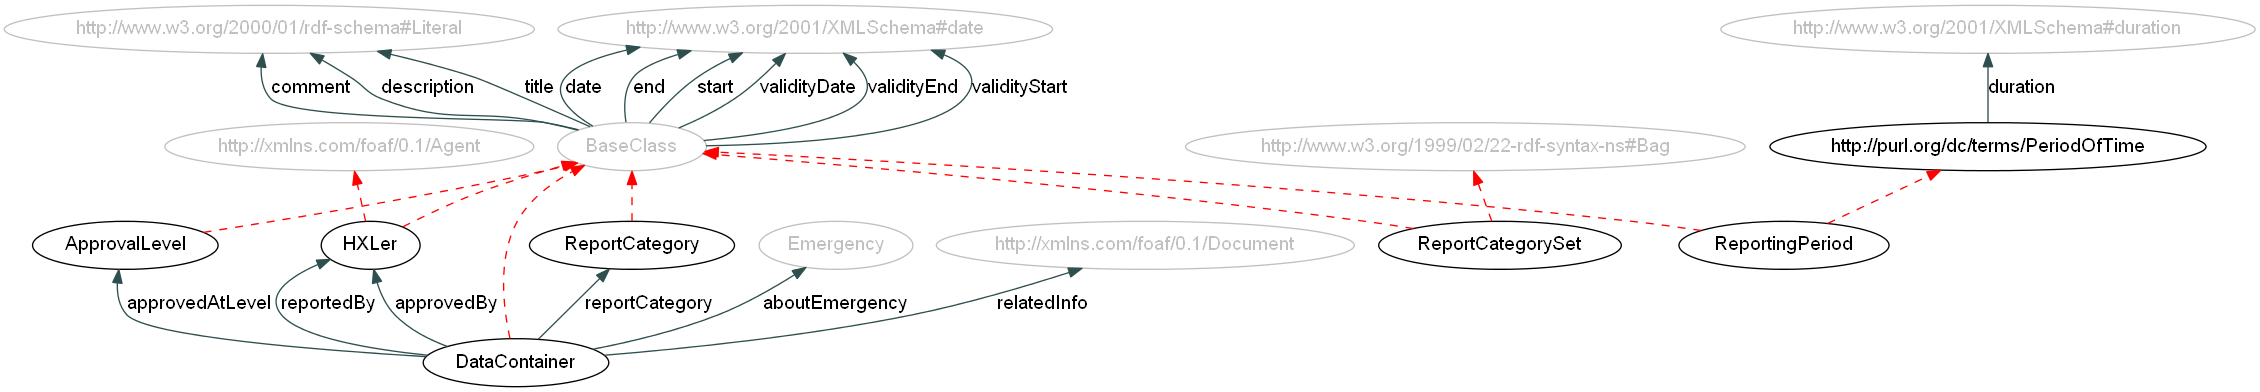 http://www.w3.org/2000/01/rdf-schema#Literal
http://www.w3.org/2001/XMLSchema#date
http://www.w3.org/2001/XMLSchema#duration
comment
description
title
date
end
start
validityDate
validityEnd
validityStart
duration
http://xmlns.com/foaf/0.1/Agent
BaseClass
http://www.w3.org/1999/02/22-rdf-syntax-ns#Bag
http://purl.org/dc/terms/PeriodOfTime
ApprovalLevel
HXLer
ReportCategory
Emergency
http://xmlns.com/foaf/0.1/Document
ReportCategorySet
ReportingPeriod
approvedAtLevel
reportedBy
approvedBy
reportCategory
aboutEmergency
relatedInfo
DataContainer